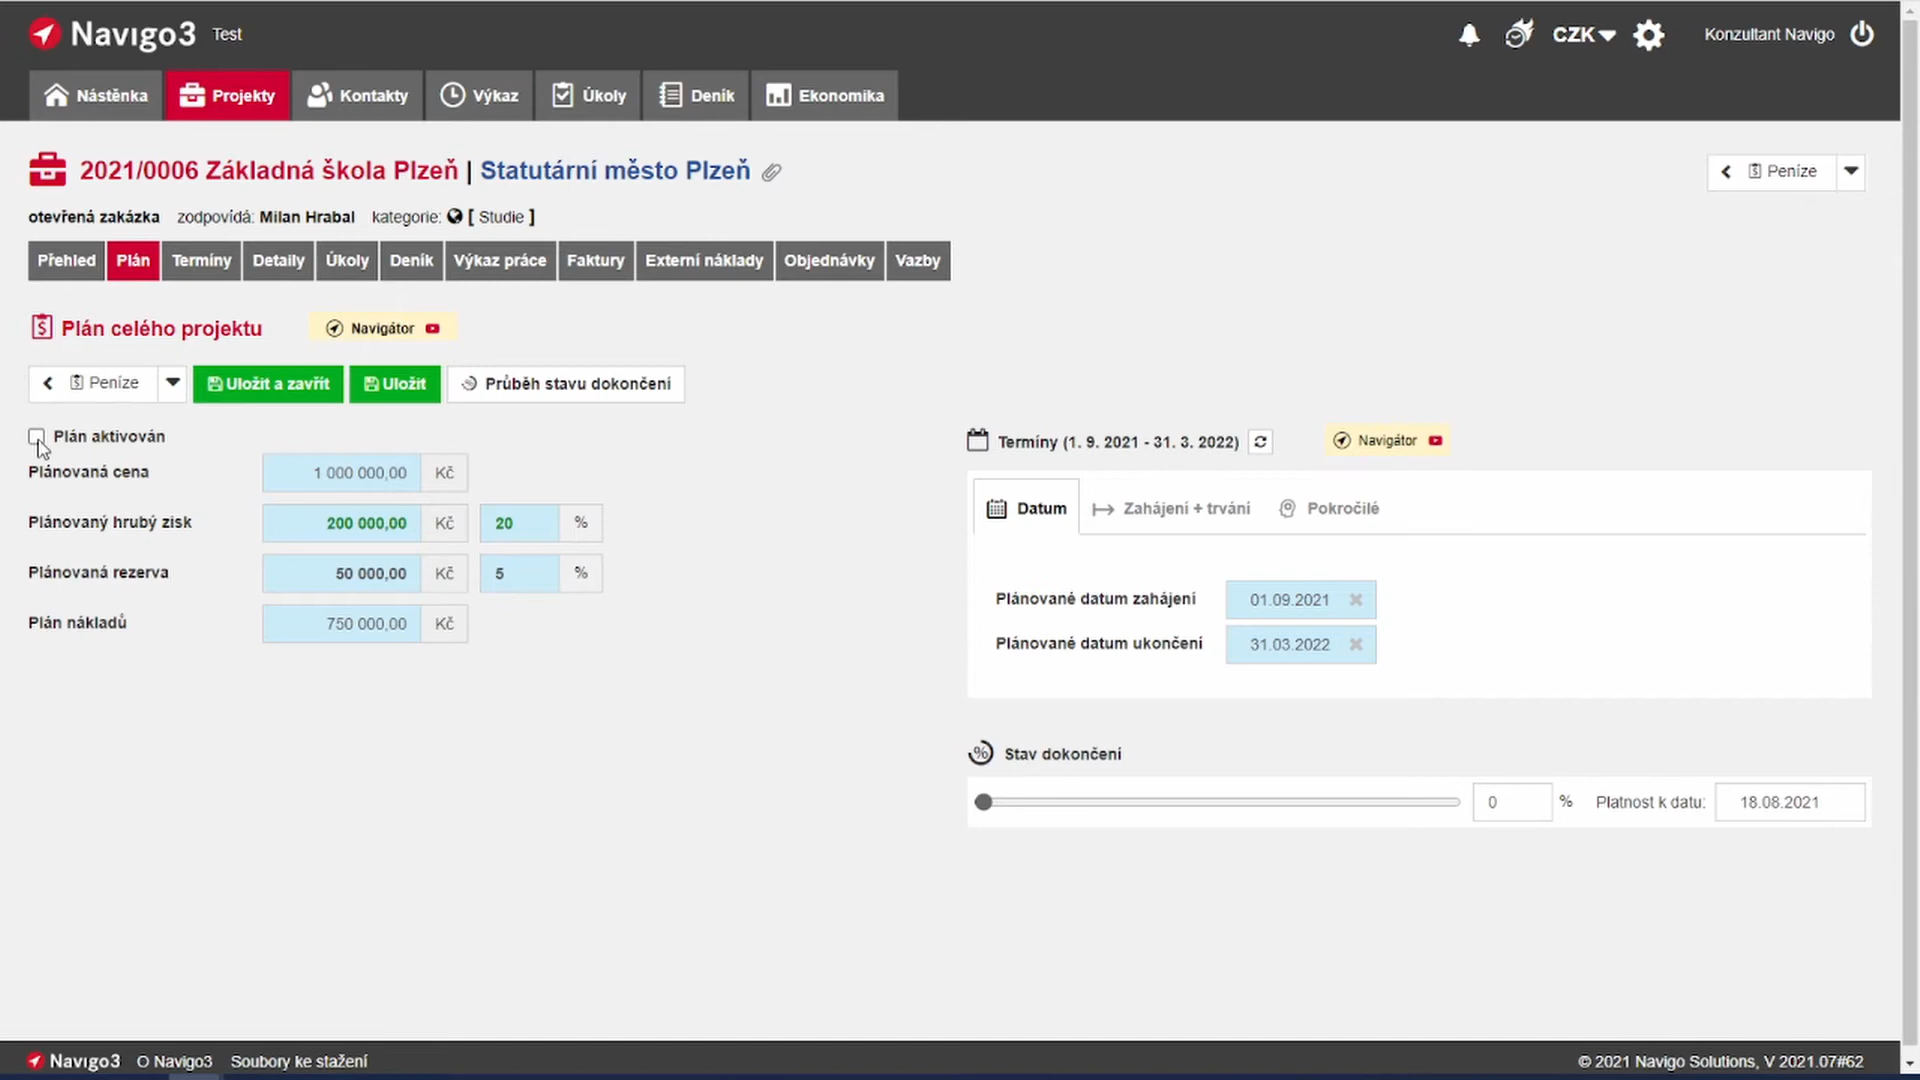 Navigo3 Test
CZK
Konzultant Navigo
Nástěnka Projekty Kontakty Výkaz Úkoly Deník Ekonomika
2021/0006 Základná škola Plzeň | Statutární město Plzeň
Peníze
otevřená zakázka zodpovídá: Milan Hrabal kategorie: [ Studie ]
Přehled Plán Termíny Detaily Úkoly Deník Výkaz práce Faktury Externí náklady Objednávky Vazby
Plán celého projektu Navigátor
Peníze Uložit a zavřít Uložit Průběh stavu dokončení
Plán aktivován
Plánovaná cena 1 000 000,00 Kč
Plánovaný hrubý zisk 200 000,00 Kč 20 %
Plánovaná rezerva 50 000,00 Kč 5 %
Plán nákladů 750 000,00 Kč
Termíny (1. 9. 2021 - 31. 3. 2022) Navigátor
Datum Zahájení + trvání Pokročilé
Plánované datum zahájení 01.09.2021
Plánované datum ukončení 31.03.2022
% Stav dokončení
0 % Platnost k datu: 18.08.2021
Navigo3 O Navigo3 Soubory ke stažení
© 2021 Navigo Solutions, V 2021.07#62